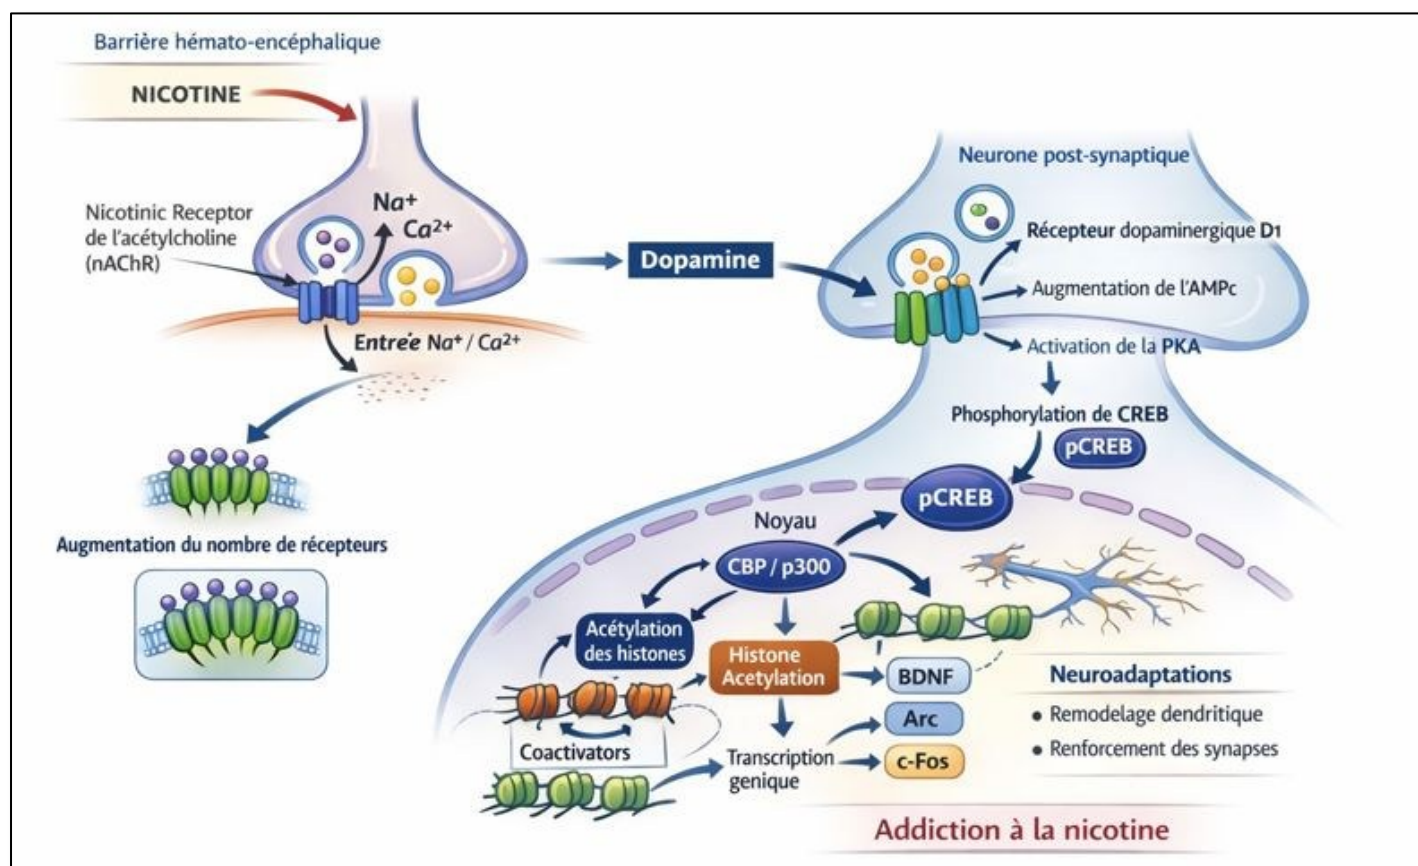 Barrière hémato-encéphalique
NICOTINE
Nicotinic Receptor
de l'acétylcholine
(nAChR)
Na+
Ca2+
Entrée Na+ / Ca2+
Augmentation du nombre de récepteurs
Dopamine
Neurone post-synaptique
Récepteur dopaminergique D1
Augmentation de l'AMPc
Activation de la PKA
Phosphorylation de CREB
pCREB
pCREB
Noyau
CBP / p300
Acétylation
des histones
Histone
Acetylation
Coactivators
Transcription
genique
BDNF
Arc
c-Fos
Neuroadaptations
• Remodelage dendritique
• Renforcement des synapses
Addiction à la nicotine